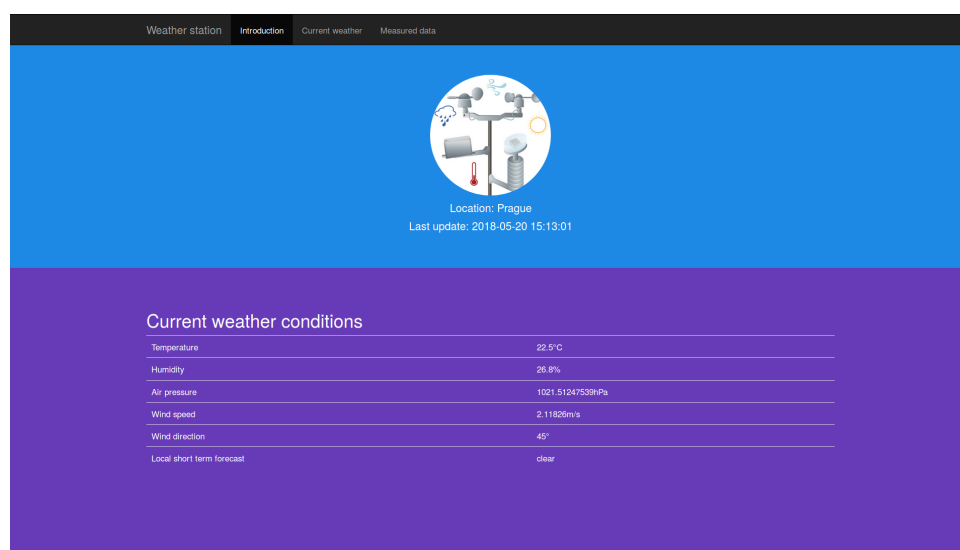 Weather station Introduction Current weather Measured data
Location: Prague
Last update: 2018-05-20 15:13:01
Current weather conditions
Temperature 22.5°C
Humidity 26.8%
Air pressure 1021.51247539hPa
Wind speed 2.11826m/s
Wind direction 45°
Local short term forecast clear